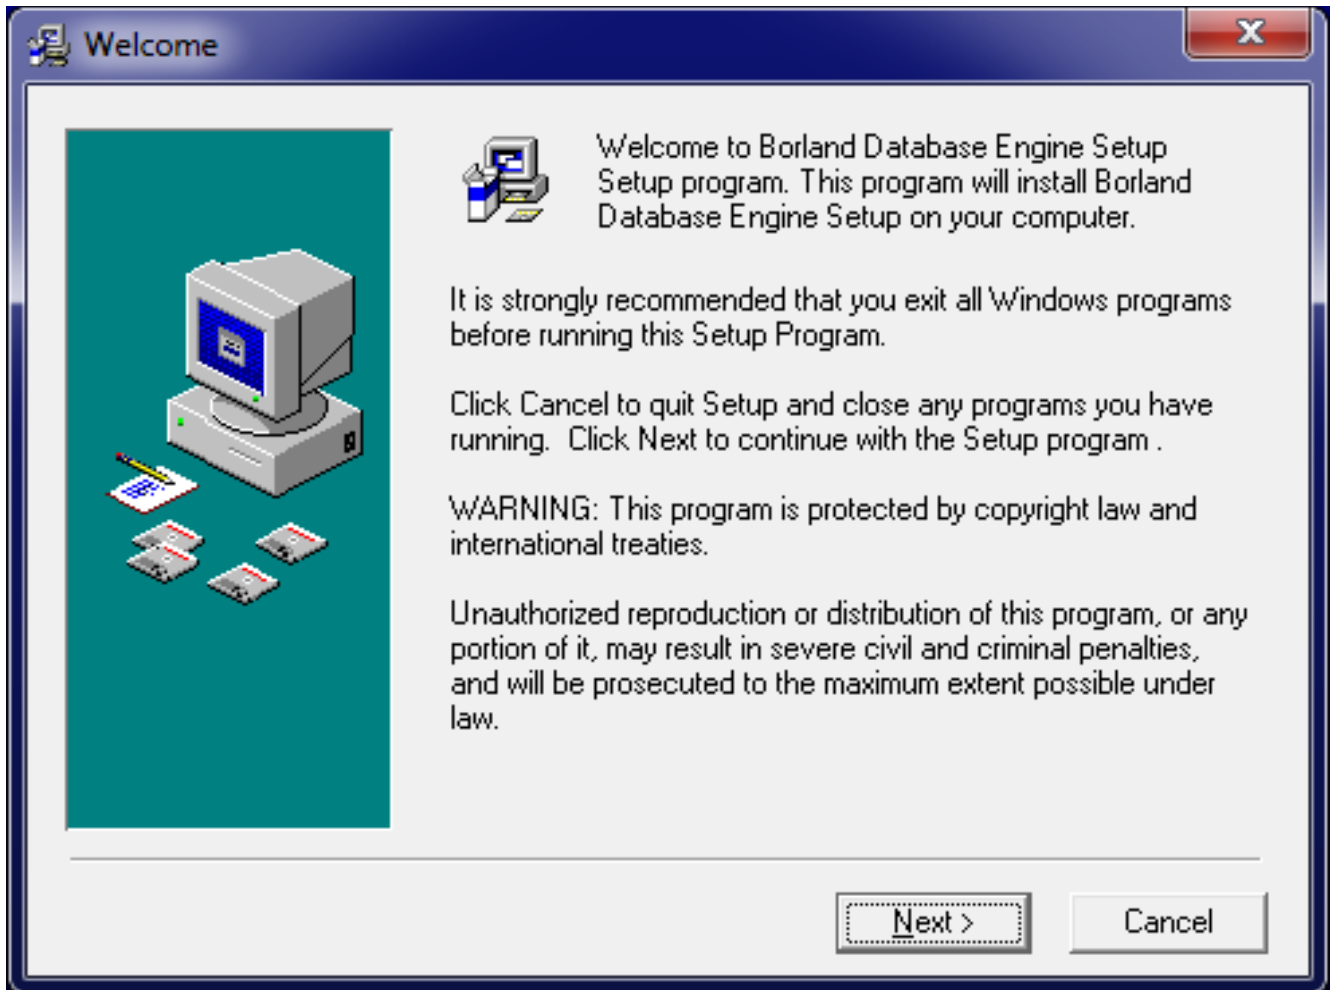 Welcome
Welcome to Borland Database Engine Setup
Setup program. This program will install Borland
Database Engine Setup on your computer.
It is strongly recommended that you exit all Windows programs
before running this Setup Program.
Click Cancel to quit Setup and close any programs you have
running.  Click Next to continue with the Setup program .
WARNING: This program is protected by copyright law and
international treaties.
Unauthorized reproduction or distribution of this program, or any
portion of it, may result in severe civil and criminal penalties,
and will be prosecuted to the maximum extent possible under
law.
Next >
Cancel